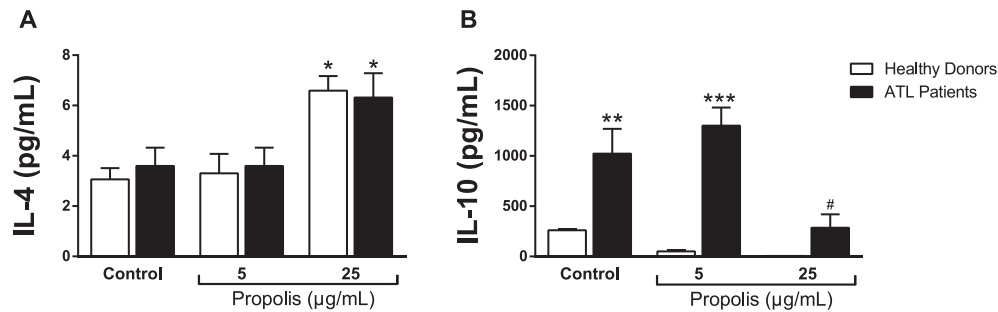 A
IL-4 (pg/mL)
8
6
4
2
0
* *
Control 5 25
Propolis (µg/mL)
B
IL-10 (pg/mL)
2000
1500
1000
500
0
** *** #
Control 5 25
Propolis (µg/mL)
Healthy Donors
ATL Patients